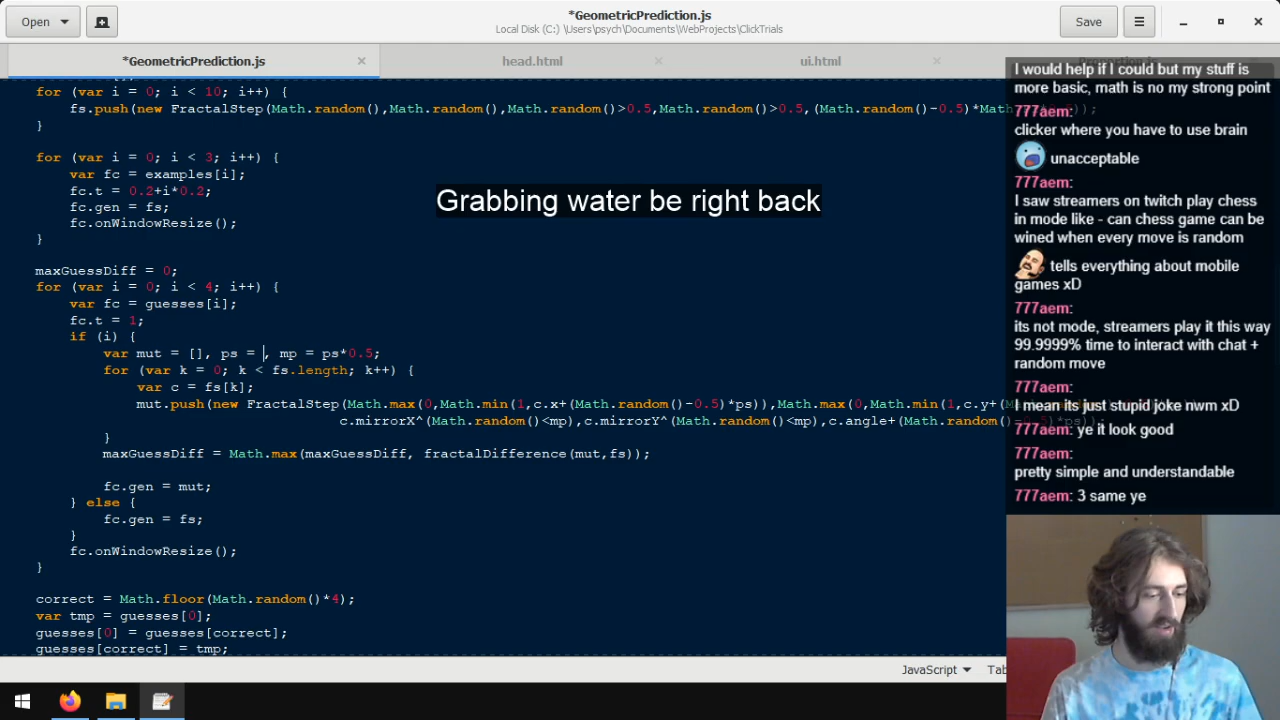 Open
*GeometricPrediction.js
Local Disk (C:) \Users\psych\Documents\WebProjects\ClickTrials
Save
*GeometricPrediction.js
head.html
ui.html
for (var i = 0; i < 10; i++) {
fs.push(new FractalStep(Math.random(),Math.random(),Math.random()>0.5,Math.random()>0.5,(Math.random()-0.5)*Math
}
for (var i = 0; i < 3; i++) {
var fc = examples[i];
fc.t = 0.2+i*0.2;
fc.gen = fs;
fc.onWindowResize();
}
maxGuessDiff = 0;
for (var i = 0; i < 4; i++) {
var fc = guesses[i];
fc.t = 1;
if (i) {
var mut = [], ps = , mp = ps*0.5;
for (var k = 0; k < fs.length; k++) {
var c = fs[k];
mut.push(new FractalStep(Math.max(0,Math.min(1,c.x+(Math.random()-0.5)*ps)),Math.max(0,Math.min(1,c.y+(
c.mirrorX^(Math.random()<mp),c.mirrorY^(Math.random()<mp),c.angle+(Math.random()
}
maxGuessDiff = Math.max(maxGuessDiff, fractalDifference(mut,fs));
fc.gen = mut;
} else {
fc.gen = fs;
}
fc.onWindowResize();
}
correct = Math.floor(Math.random()*4);
var tmp = guesses[0];
guesses[0] = guesses[correct];
guesses[correct] = tmp;
JavaScript
Tab
Grabbing water be right back
I would help if I could but my stuff is
more basic, math is no my strong point
777aem:
clicker where you have to use brain
unacceptable
777aem:
I saw streamers on twitch play chess
in mode like - can chess game can be
wined when every move is random
tells everything about mobile
games xD
777aem:
its not mode, streamers play it this way
99.9999% time to interact with chat +
random move
777aem:
I mean its just stupid joke nwm xD
777aem: ye it look good
777aem:
pretty simple and understandable
777aem: 3 same ye